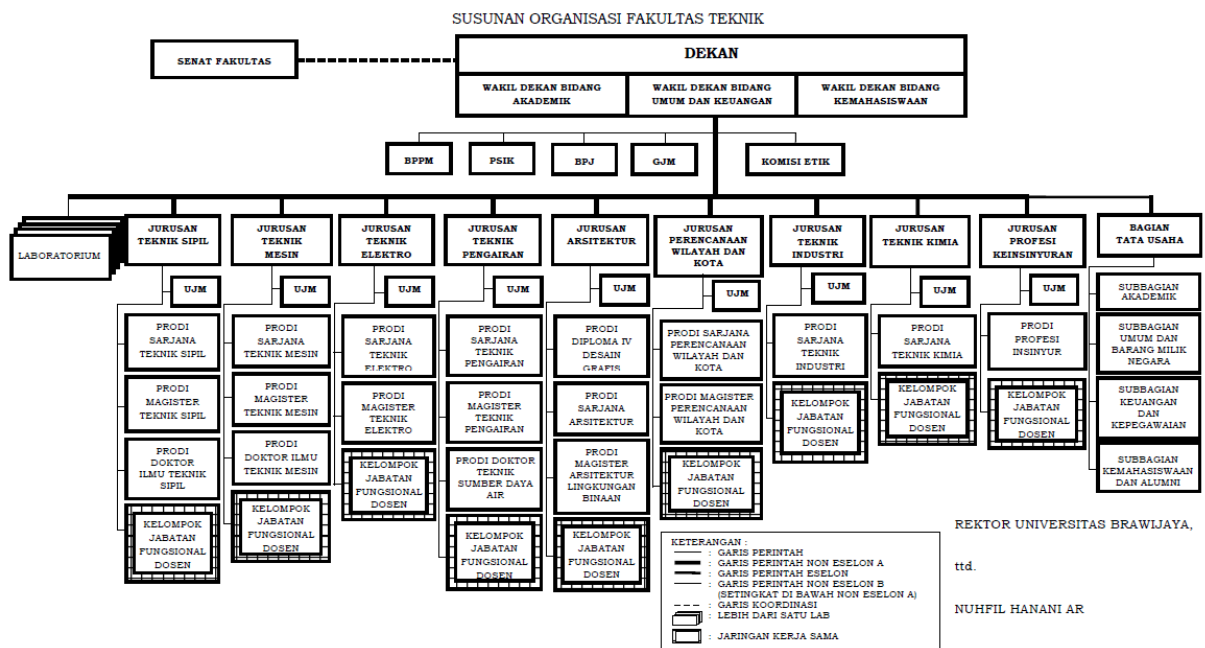 SUSUNAN ORGANISASI FAKULTAS TEKNIK
SENAT FAKULTAS
DEKAN
WAKIL DEKAN BIDANG
AKADEMIK
WAKIL DEKAN BIDANG
UMUM DAN KEUANGAN
WAKIL DEKAN BIDANG
KEMAHASISWAAN
BPPM
PSIK
BPJ
GJM
KOMISI ETIK
LABORATORIUM
JURUSAN
TEKNIK SIPIL
UJM
PRODI
SARJANA
TEKNIK SIPIL
PRODI
MAGISTER
TEKNIK SIPIL
PRODI
DOKTOR
ILMU TEKNIK
SIPIL
KELOMPOK
JABATAN
FUNGSIONAL
DOSEN
JURUSAN
TEKNIK
MESIN
UJM
PRODI
SARJANA
TEKNIK MESIN
PRODI
MAGISTER
TEKNIK MESIN
PRODI
DOKTOR ILMU
TEKNIK MESIN
KELOMPOK
JABATAN
FUNGSIONAL
DOSEN
JURUSAN
TEKNIK
ELEKTRO
UJM
PRODI
SARJANA
TEKNIK
ELEKTRO
PRODI
MAGISTER
TEKNIK
ELEKTRO
KELOMPOK
JABATAN
FUNGSIONAL
DOSEN
JURUSAN
TEKNIK
PENGAIRAN
UJM
PRODI
SARJANA
TEKNIK
PENGAIRAN
PRODI
MAGISTER
TEKNIK
PENGAIRAN
PRODI DOKTOR
TEKNIK
SUMBER DAYA
AIR
KELOMPOK
JABATAN
FUNGSIONAL
DOSEN
JURUSAN
ARSITEKTUR
UJM
PRODI
DIPLOMA IV
DESAIN
GRAFIS
PRODI
SARJANA
ARSITEKTUR
PRODI
MAGISTER
ARSITEKTUR
LINGKUNGAN
BINAAN
KELOMPOK
JABATAN
FUNGSIONAL
DOSEN
JURUSAN
PERENCANAAN
WILAYAH DAN
KOTA
UJM
PRODI SARJANA
PERENCANAAN
WILAYAH DAN
KOTA
PRODI MAGISTER
PERENCANAAN
WILAYAH DAN
KOTA
KELOMPOK
JABATAN
FUNGSIONAL
DOSEN
JURUSAN
TEKNIK
INDUSTRI
UJM
PRODI
SARJANA
TEKNIK
INDUSTRI
KELOMPOK
JABATAN
FUNGSIONAL
DOSEN
JURUSAN
TEKNIK KIMIA
UJM
PRODI
SARJANA
TEKNIK KIMIA
KELOMPOK
JABATAN
FUNGSIONAL
DOSEN
JURUSAN
PROFESI
KEINSINYURAN
UJM
PRODI
PROFESI
INSINYUR
KELOMPOK
JABATAN
FUNGSIONAL
DOSEN
BAGIAN
TATA USAHA
SUBBAGIAN
AKADEMIK
SUBBAGIAN
UMUM DAN
BARANG MILIK
NEGARA
SUBBAGIAN
KEUANGAN
DAN
KEPEGAWAIAN
SUBBAGIAN
KEMAHASISWAAN
DAN ALUMNI
KETERANGAN :
: GARIS PERINTAH
: GARIS PERINTAH NON ESELON A
: GARIS PERINTAH ESELON
: GARIS PERINTAH NON ESELON B
(SETINGKAT DI BAWAH NON ESELON A)
: GARIS KOORDINASI
: LEBIH DARI SATU LAB
: JARINGAN KERJA SAMA
REKTOR UNIVERSITAS BRAWIJAYA,
ttd.
NUHFIL HANANI AR